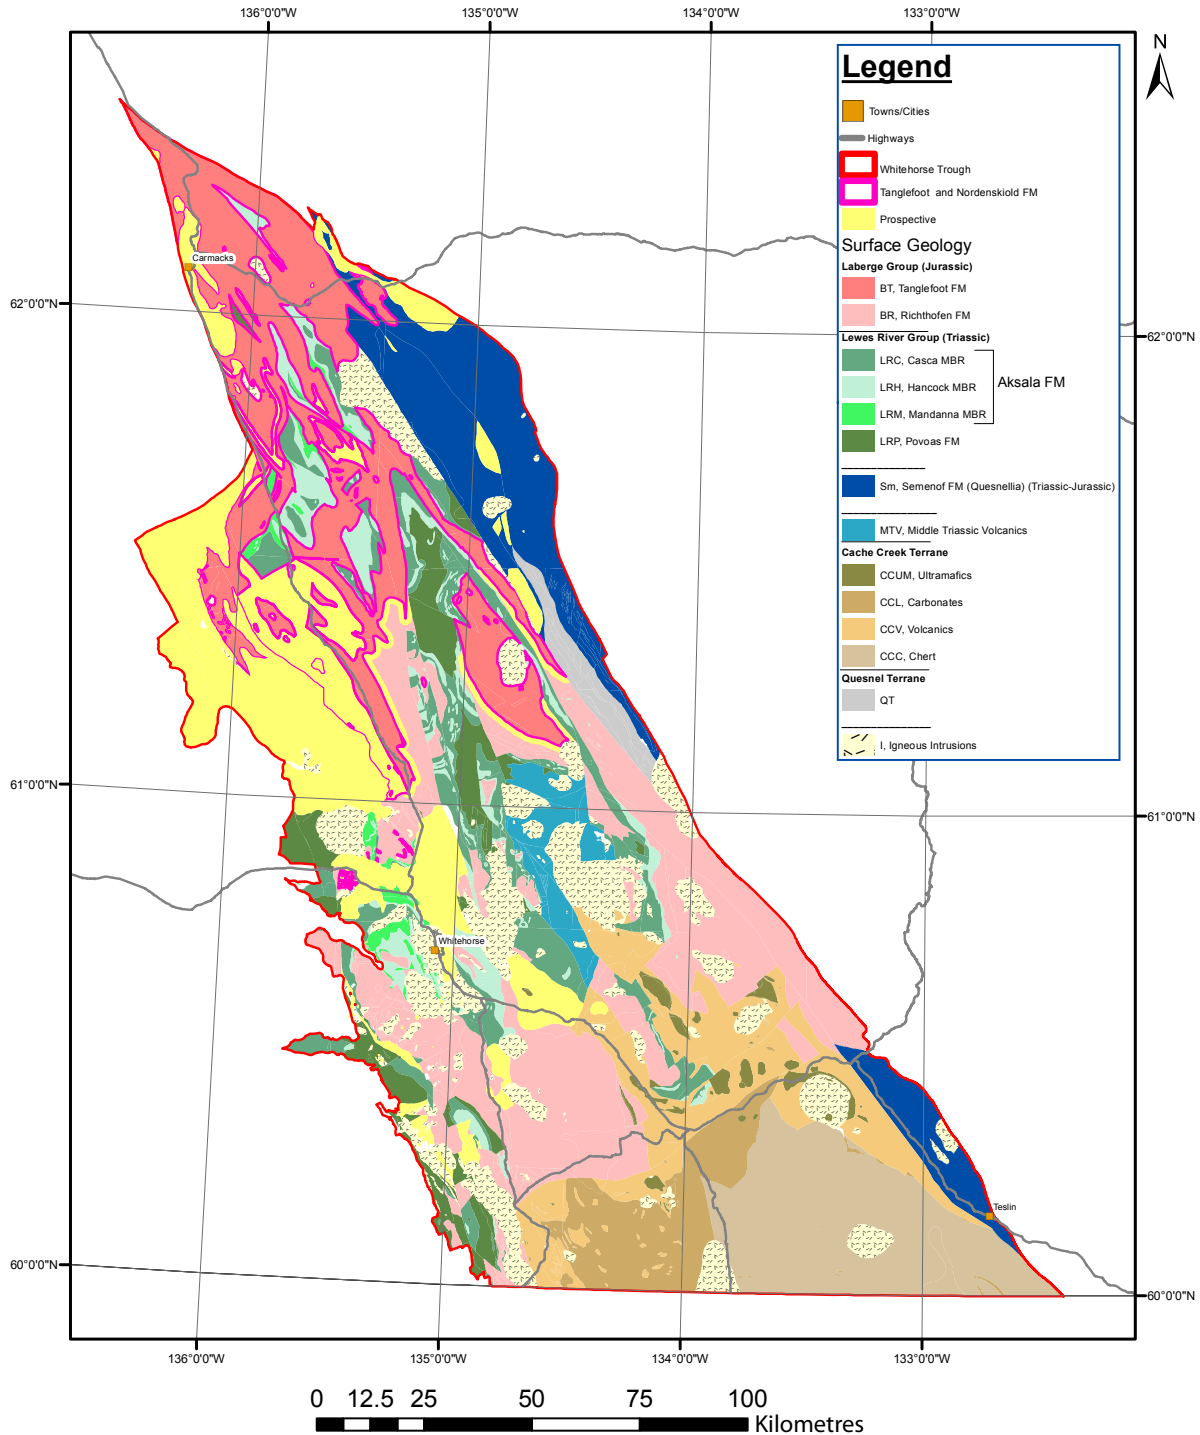 136°0'0"W 135°0'0"W 134°0'0"W 133°0'0"W
N
Legend
Towns/Cities
Highways
Whitehorse Trough
Tanglefoot and Nordenskiold FM
Prospective
Surface Geology
Laberge Group (Jurassic)
BT, Tanglefoot FM
BR, Richthofen FM
Lewes River Group (Triassic)
LRC, Casca MBR
LRH, Hancock MBR
Aksala FM
LRM, Mandanna MBR
LRP, Povoas FM
Sm, Semenof FM (Quesnellia) (Triassic-Jurassic)
MTV, Middle Triassic Volcanics
Cache Creek Terrane
CCUM, Ultramafics
CCL, Carbonates
CCV, Volcanics
CCC, Chert
Quesnel Terrane
QT
I, Igneous Intrusions
Carmacks
62°0'0"N
62°0'0"N
61°0'0"N
61°0'0"N
Whitehorse
Teslin
60°0'0"N
60°0'0"N
136°0'0"W 135°0'0"W 134°0'0"W 133°0'0"W
0 12.5 25 50 75 100
Kilometres